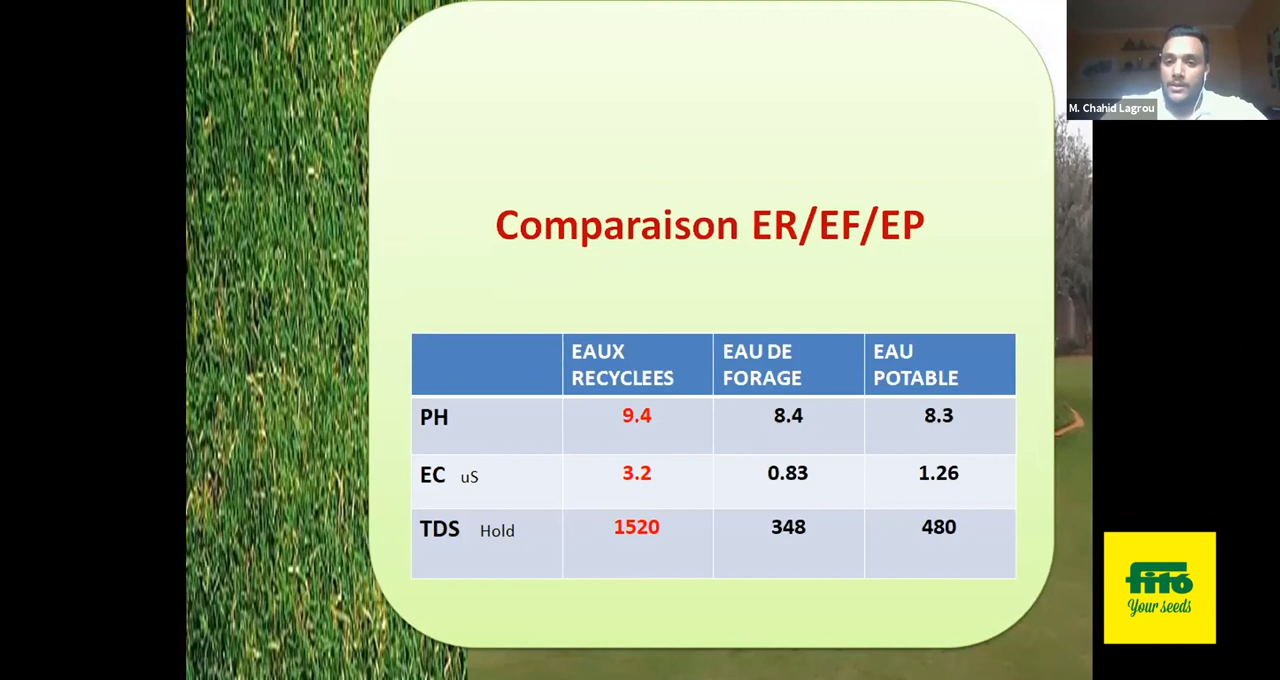 M. Chahid Lagrou
Comparaison ER/EF/EP
EAUX RECYCLEES
EAU DE FORAGE
EAU POTABLE
PH 9.4 8.4 8.3
EC uS 3.2 0.83 1.26
TDS Hold 1520 348 480
fitó
Your seeds